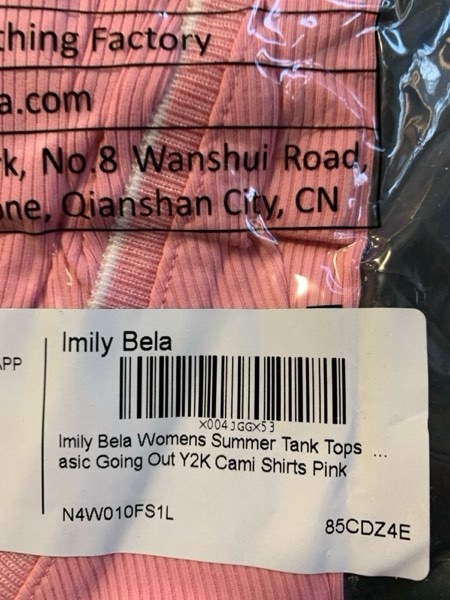 thing Factory
a.com
k, No.8 Wanshui Road,
one, Qianshan City, CN
APP
Imily Bela
X004JGGX53
Imily Bela Womens Summer Tank Tops ...
asic Going Out Y2K Cami Shirts Pink
N4W010FS1L
85CDZ4E